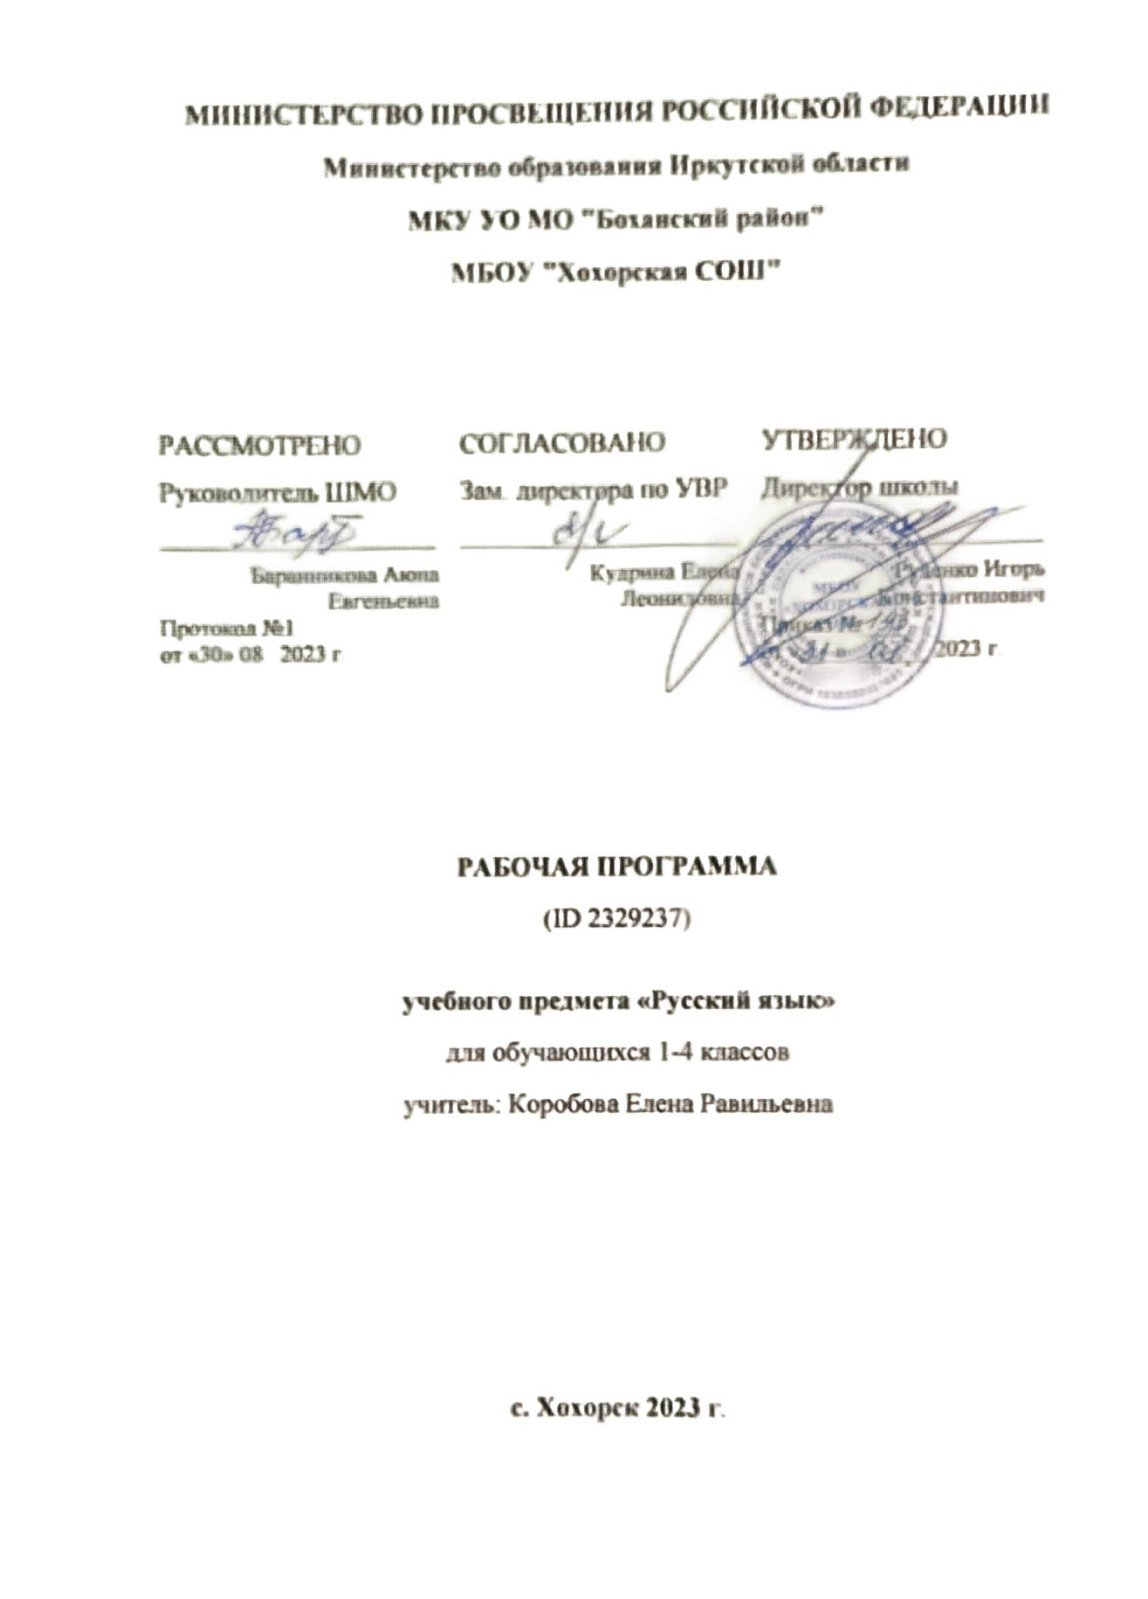 МИНИСТЕРСТВО ПРОСВЕЩЕНИЯ РОССИЙСКОЙ ФЕДЕРАЦИИ
Министерство образования Иркутской области
МКУ УО МО "Боханский район"
МБОУ "Хохорская СОШ"
РАССМОТРЕНО
Руководитель ШМО
Баранникова Аюна
Евгеньевна
Протокол №1
от «30» 08 2023 г
СОГЛАСОВАНО
Зам. директора по УВР
Кудрина Елена
Леонидовна
УТВЕРЖДЕНО
Директор школы
Игорь
Константинович
Приказ №
2023 г.
РАБОЧАЯ ПРОГРАММА
(ID 2329237)
учебного предмета «Русский язык»
для обучающихся 1-4 классов
учитель: Коробова Елена Равильевна
с. Хохорск 2023 г.